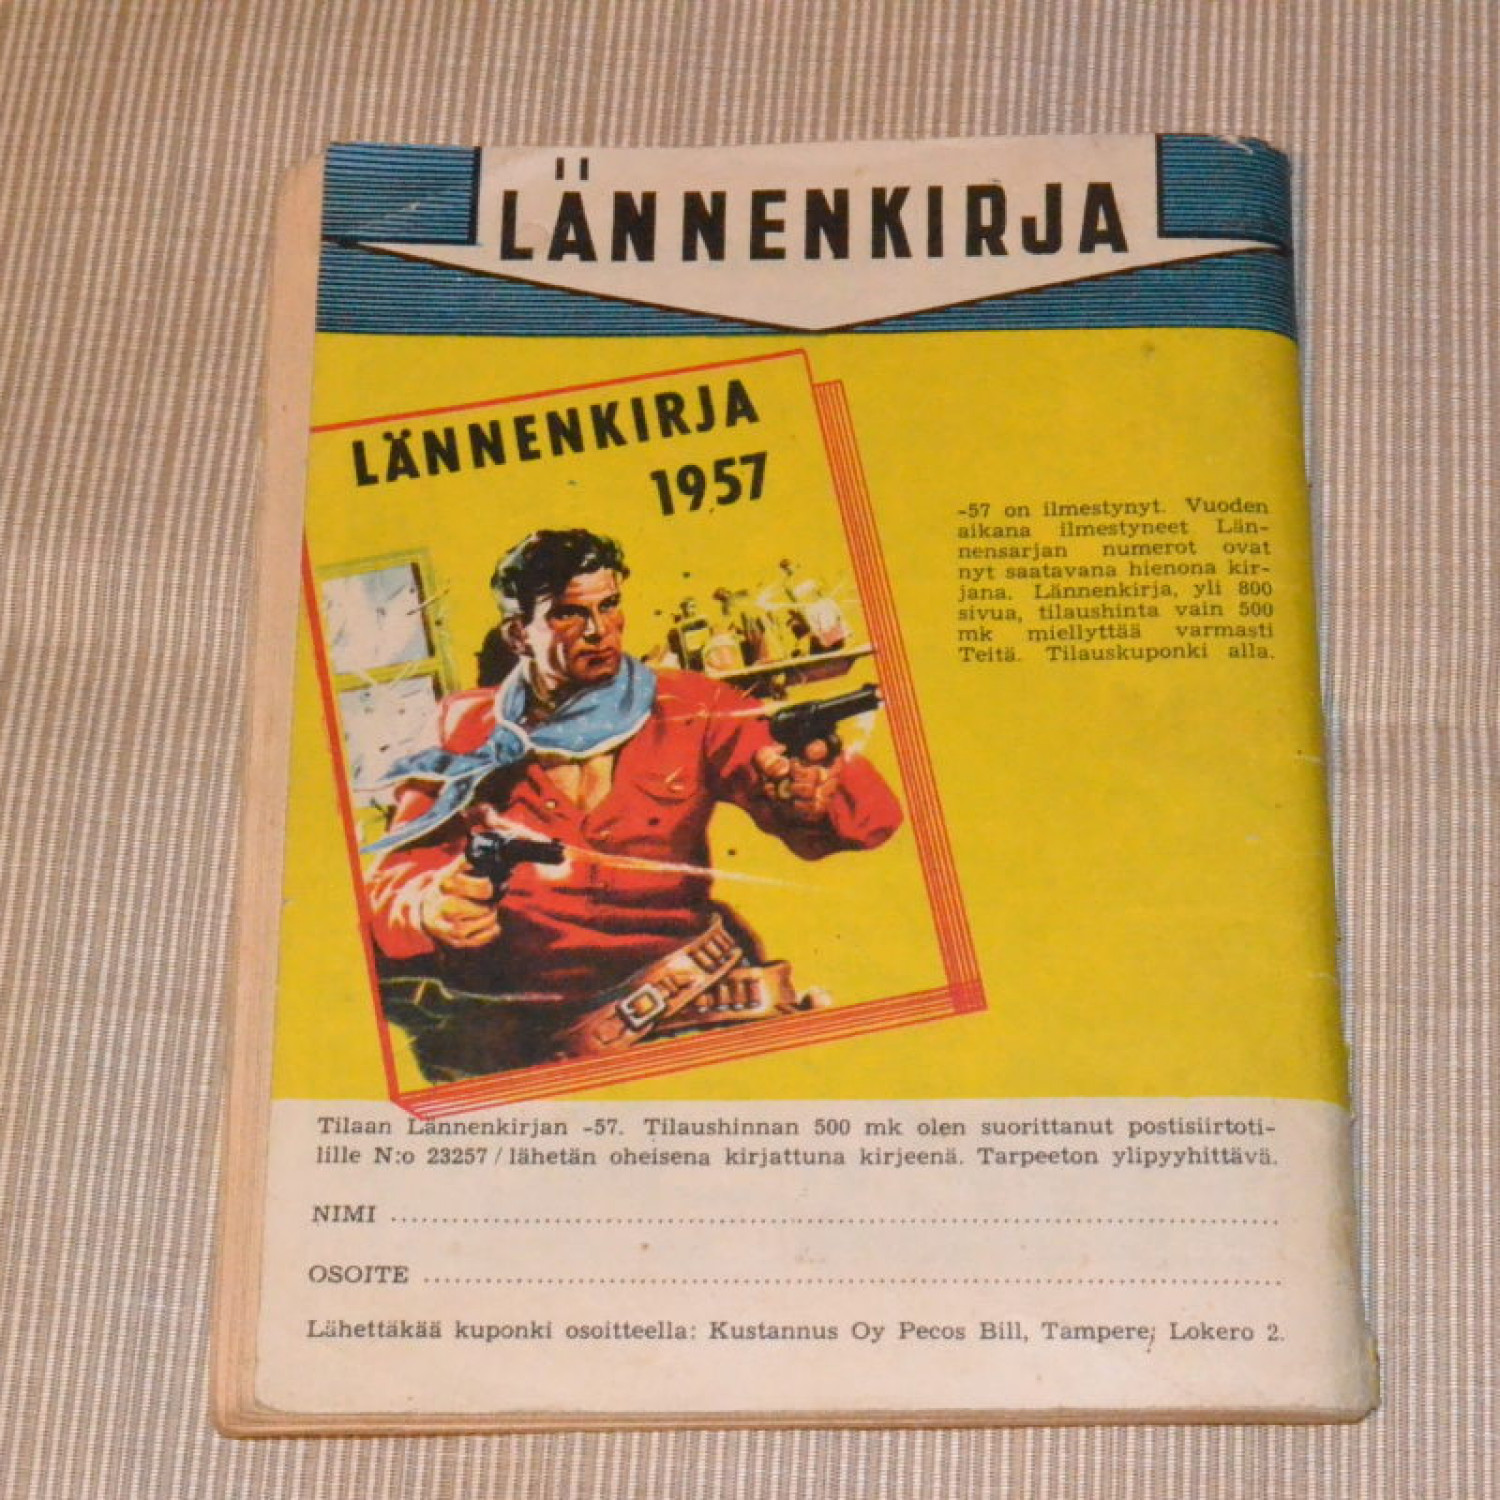 LÄNNENKIRJA
LÄNNENKIRJA
1957
-57 on ilmestynyt. Vuoden
aikana ilmestyneet Län-
nensarjan numerot ovat
nyt saatavana hienona kir-
jana. Lännenkirja, yli 800
sivua, tilaushinta vain 500
mk miellyttää varmasti
Teitä. Tilauskuponki alla.
Tilaan Lännenkirjan -57. Tilaushinnan 500 mk olen suorittanut postisiirtoti-
lille N:o 23257 / lähetän oheisena kirjattuna kirjeenä. Tarpeeton ylipyyhittävä.
NIMI
OSOITE
Lähettäkää kuponki osoitteella: Kustannus Oy Pecos Bill, Tampere, Lokero 2.